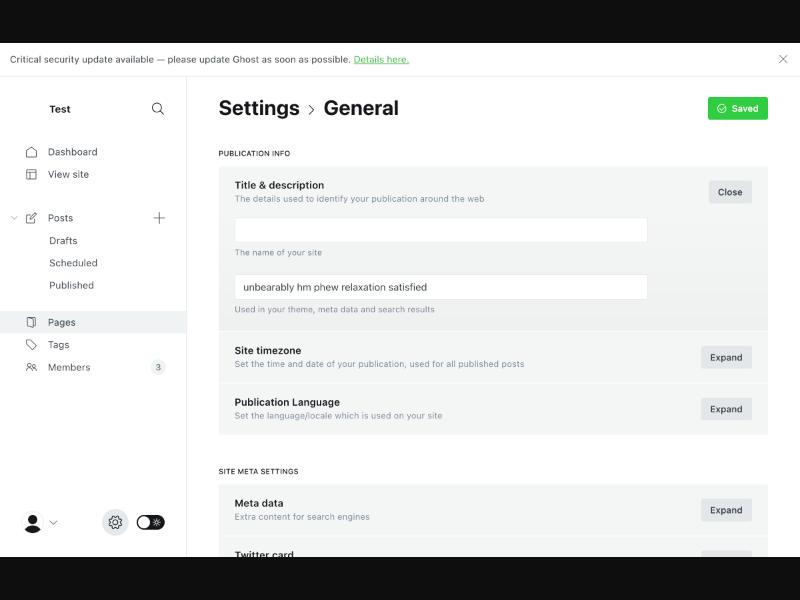 Critical security update available — please update Ghost as soon as possible. Details here.
Test
Dashboard
View site
Posts
Drafts
Scheduled
Published
Pages
Tags
Members
3
Settings › General
Saved
PUBLICATION INFO
Title & description
The details used to identify your publication around the web
Close
The name of your site
unbearably hm phew relaxation satisfied
Used in your theme, meta data and search results
Site timezone
Set the time and date of your publication, used for all published posts
Expand
Publication Language
Set the language/locale which is used on your site
Expand
SITE META SETTINGS
Meta data
Extra content for search engines
Expand
Twitter card